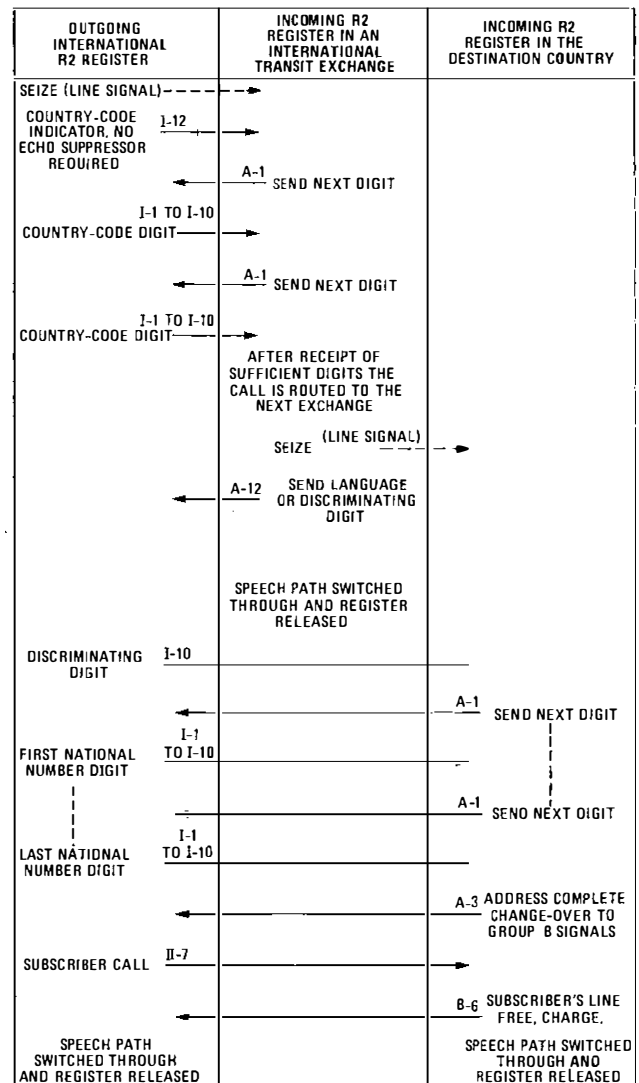 OUTGOING
INTERNATIONAL
R2 REGISTER
INCOMING R2
REGISTER IN AN
INTERNATIONAL
TRANSIT EXCHANGE
INCOMING R2
REGISTER IN THE
DESTINATION COUNTRY
SEIZE (LINE SIGNAL)
COUNTRY-CODE
INDICATOR, NO
ECHO SUPPRESSOR
REQUIRED
I-12
A-1
SEND NEXT DIGIT
I-1 TO I-10
COUNTRY-CODE DIGIT
A-1
SEND NEXT DIGIT
I-1 TO I-10
COUNTRY-CODE DIGIT
AFTER RECEIPT OF
SUFFICIENT DIGITS THE
CALL IS ROUTED TO THE
NEXT EXCHANGE
SEIZE (LINE SIGNAL)
A-12
SEND LANGUAGE
OR DISCRIMINATING
DIGIT
SPEECH PATH SWITCHED
THROUGH AND REGISTER
RELEASED
DISCRIMINATING
DIGIT
I-10
A-1
SEND NEXT DIGIT
FIRST NATIONAL
NUMBER DIGIT
I-1
TO I-10
A-1
SEND NEXT DIGIT
LAST NATIONAL
NUMBER DIGIT
I-1
TO I-10
A-3
ADDRESS COMPLETE
CHANGE-OVER TO
GROUP B SIGNALS
SUBSCRIBER CALL
II-7
B-6
SUBSCRIBER'S LINE
FREE, CHARGE.
SPEECH PATH
SWITCHED THROUGH
AND REGISTER RELEASED
SPEECH PATH SWITCHED
THROUGH AND
REGISTER RELEASED